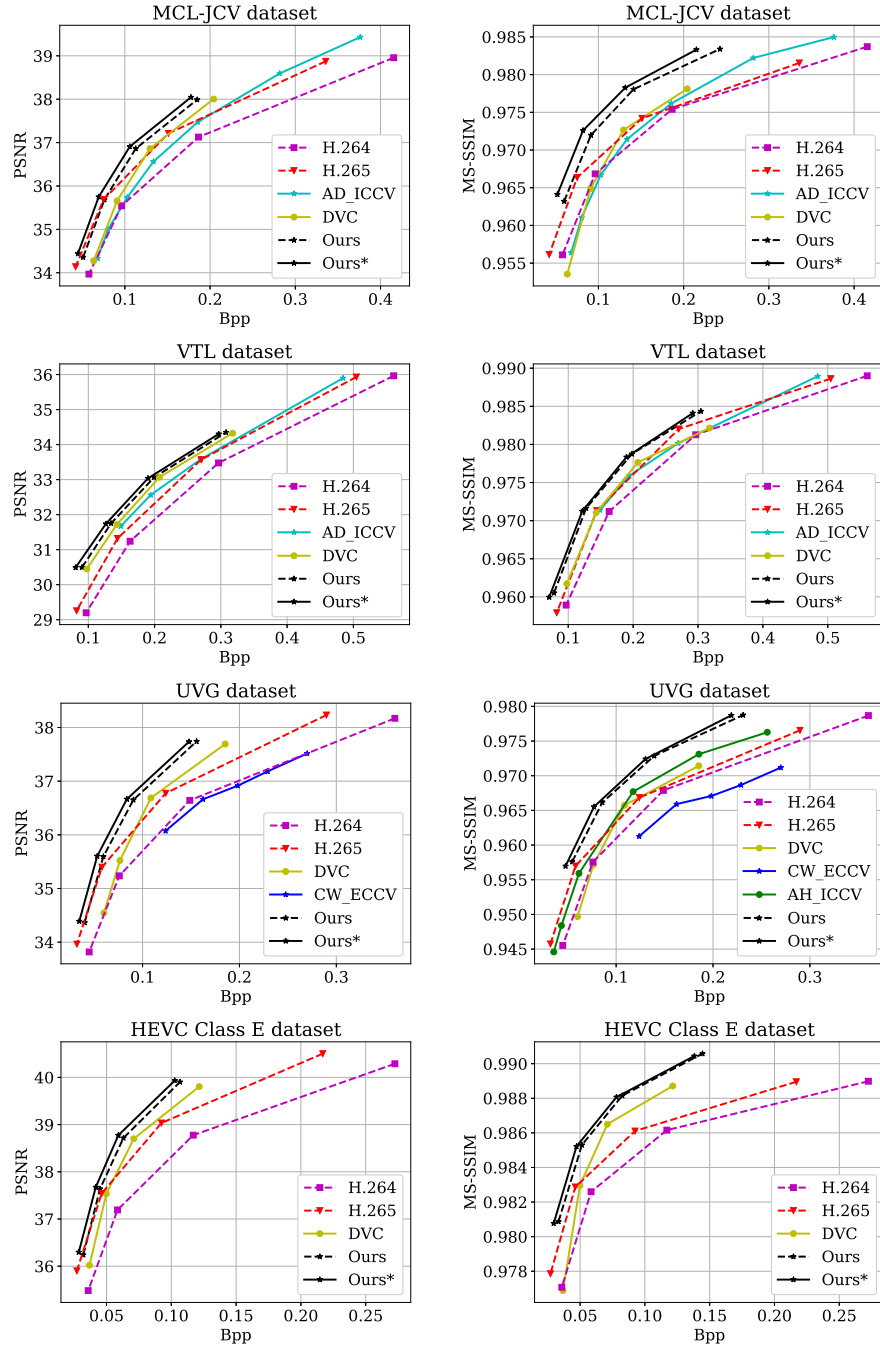 MCL-JCV dataset
PSNR
39
38
37
36
35
34
0.1
0.2
0.3
0.4
Bpp
H.264
H.265
AD_ICCV
DVC
Ours
Ours*
MCL-JCV dataset
MS-SSIM
0.985
0.980
0.975
0.970
0.965
0.960
0.955
0.1
0.2
0.3
0.4
Bpp
H.264
H.265
AD_ICCV
DVC
Ours
Ours*
VTL dataset
PSNR
36
35
34
33
32
31
30
29
0.1
0.2
0.3
0.4
0.5
Bpp
H.264
H.265
AD_ICCV
DVC
Ours
Ours*
VTL dataset
MS-SSIM
0.990
0.985
0.980
0.975
0.970
0.965
0.960
0.1
0.2
0.3
0.4
0.5
Bpp
H.264
H.265
AD_ICCV
DVC
Ours
Ours*
UVG dataset
PSNR
38
37
36
35
34
0.1
0.2
0.3
Bpp
H.264
H.265
DVC
CW_ECCV
Ours
Ours*
UVG dataset
MS-SSIM
0.980
0.975
0.970
0.965
0.960
0.955
0.950
0.945
0.1
0.2
0.3
Bpp
H.264
H.265
DVC
CW_ECCV
AH_ICCV
Ours
Ours*
HEVC Class E dataset
PSNR
40
39
38
37
36
0.05
0.10
0.15
0.20
0.25
Bpp
H.264
H.265
DVC
Ours
Ours*
HEVC Class E dataset
MS-SSIM
0.990
0.988
0.986
0.984
0.982
0.980
0.978
0.05
0.10
0.15
0.20
0.25
Bpp
H.264
H.265
DVC
Ours
Ours*